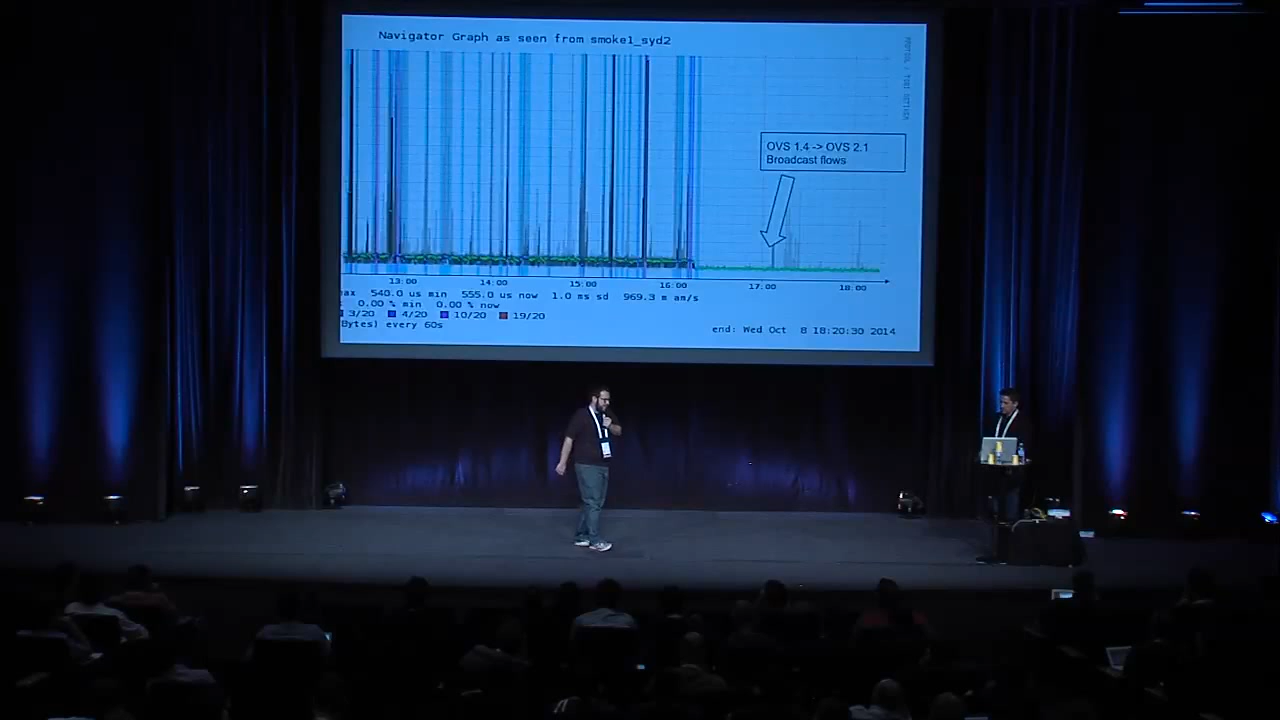 Navigator Graph as seen from smoke1_syd2
OVS 1.4 -> OVS 2.1
Broadcast flows
13:00 14:00 15:00 16:00 17:00 18:00
540.0 us min 555.0 us now 1.0 ms sd 969.3 m am/s
0.00 % min 0.00 % now
3/20 4/20 10/20 19/20
Bytes) every 60s
end: Wed Oct 8 18:20:30 2014